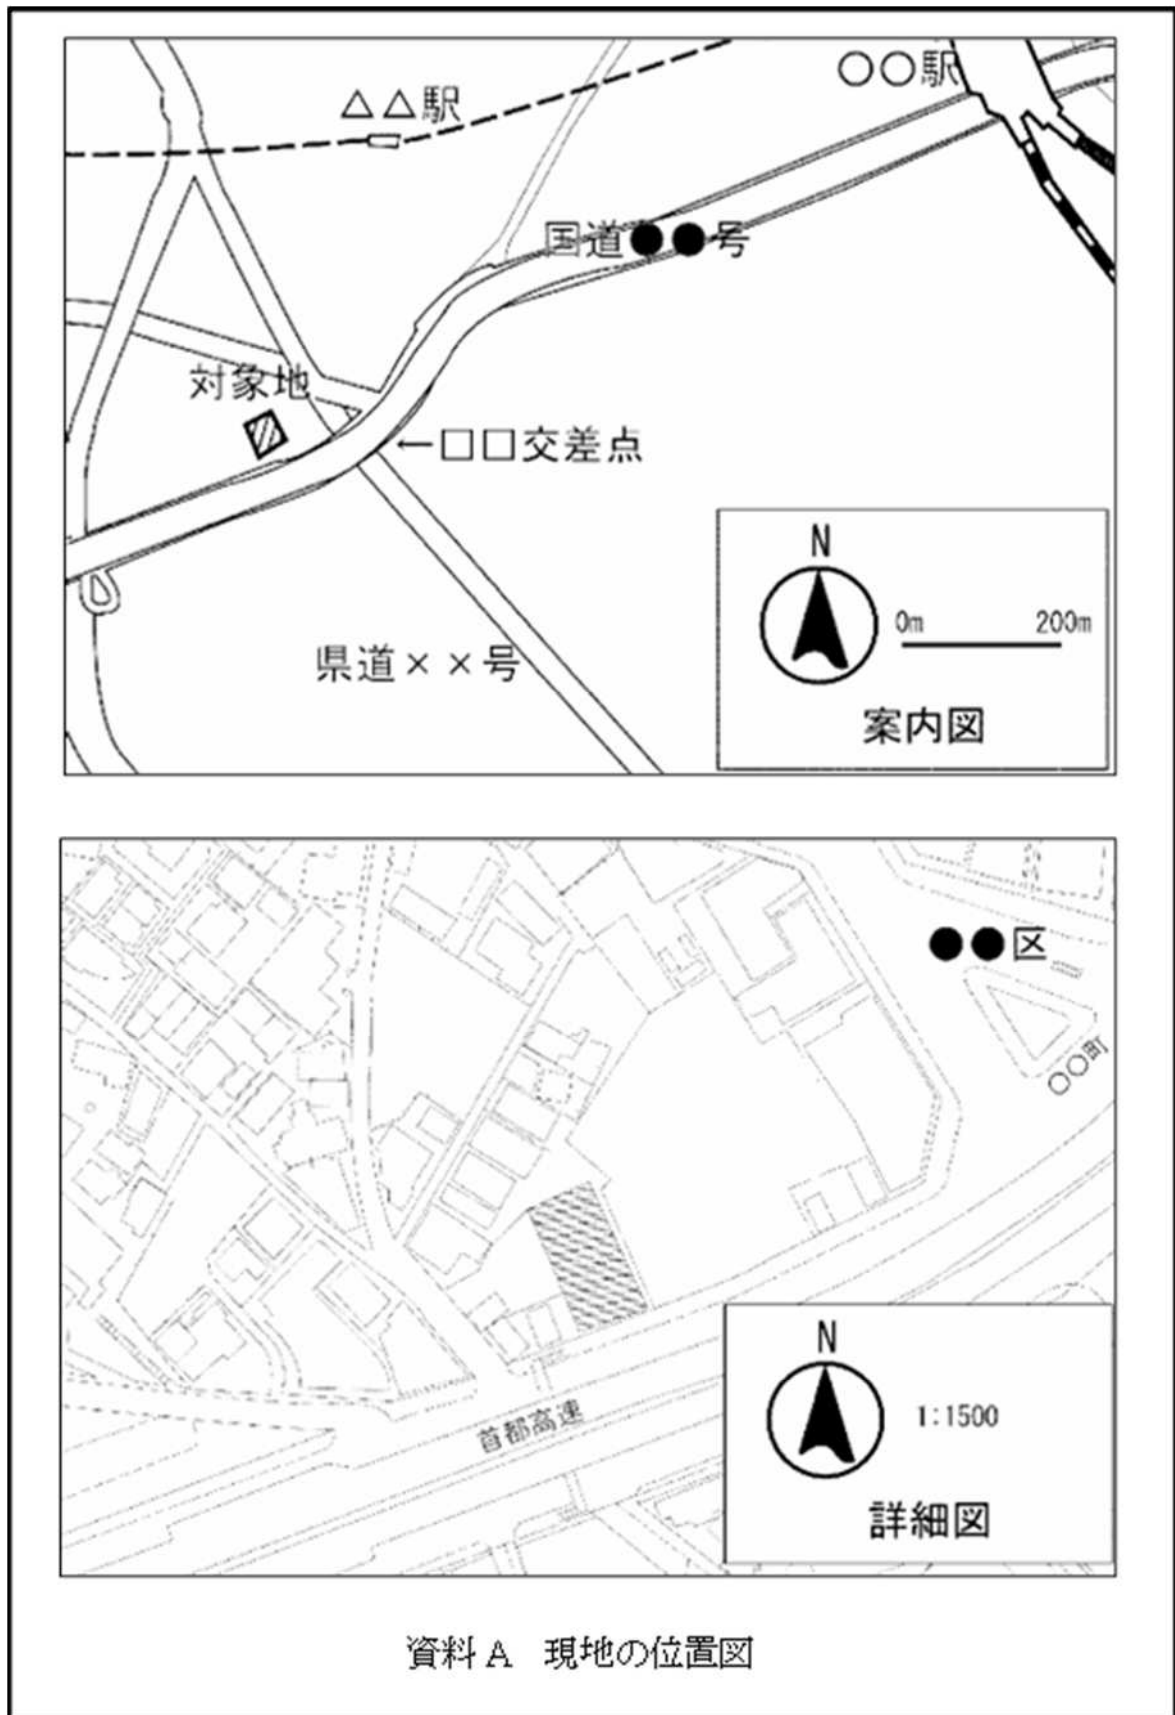 ○○駅
△△駅
国道●●号
対象地
←□□交差点
県道××号
N
0m 200m
案内図
●●区
○○町
首都高速
N
1:1500
詳細図
資料A 現地の位置図